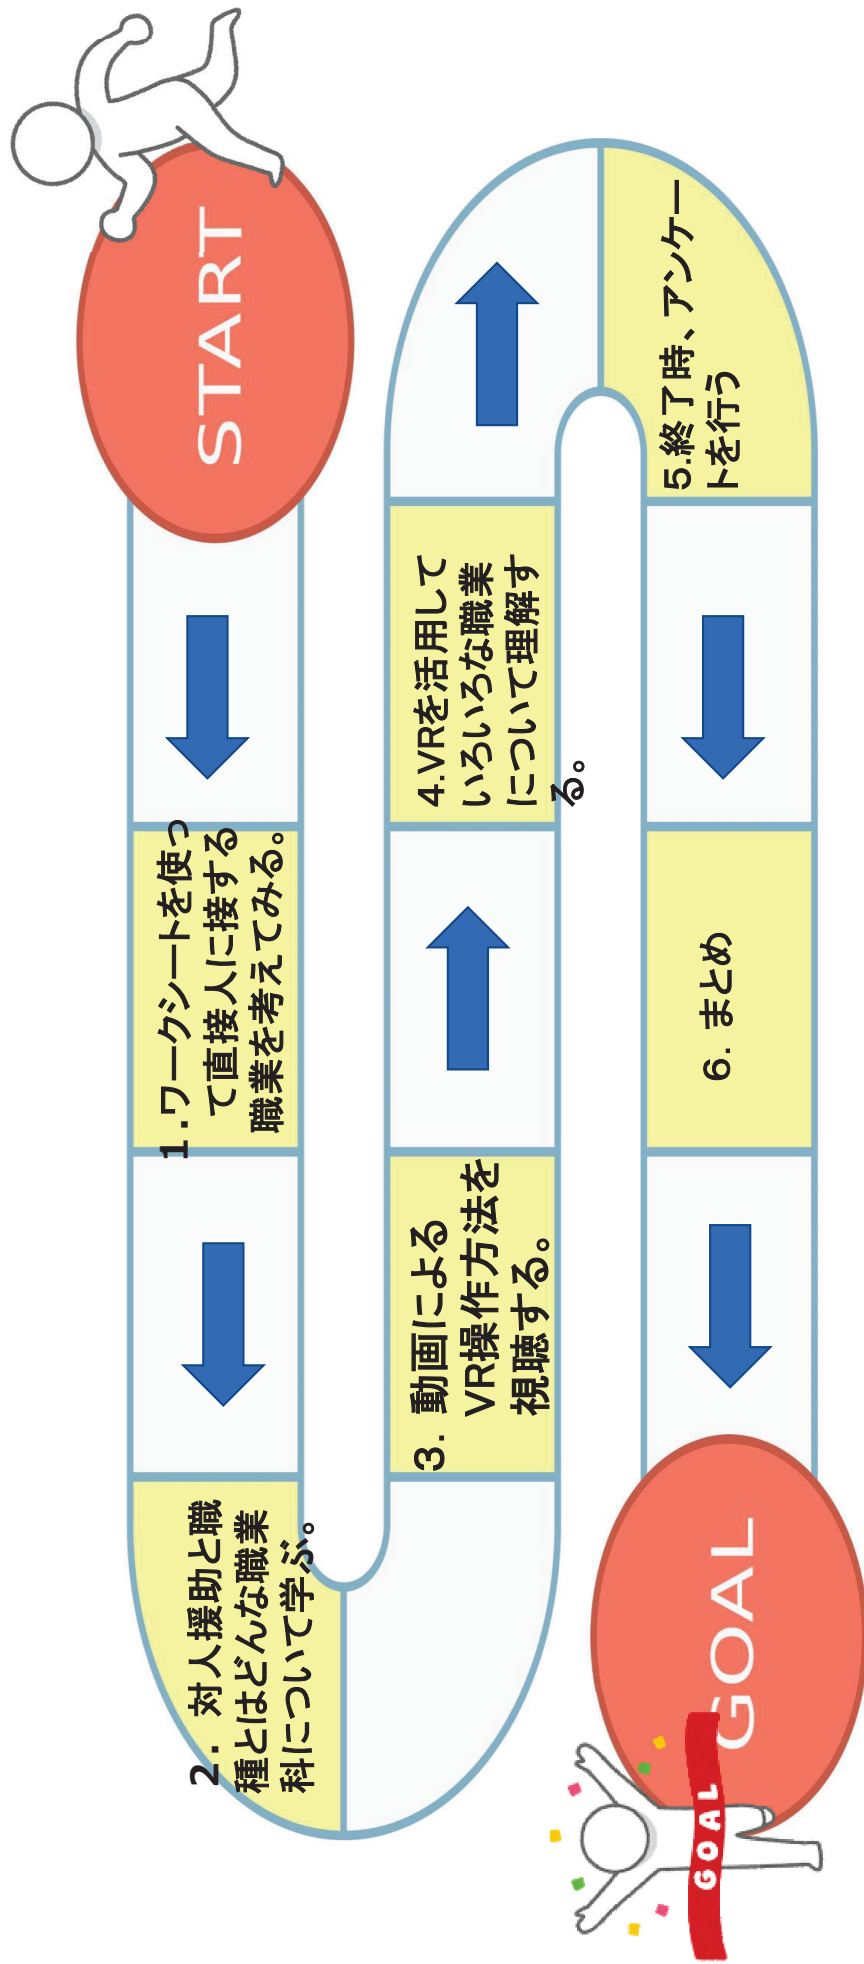 START
1.ワークシートを使っ
て直接人に接する
職業を考えてみる。
2. 対人援助と職
種とはどんな職業
科について学ぶ。
3. 動画による
VR操作方法を
視聴する。
4.VRを活用して
いろいろな職業
について理解す
る。
5.終了時、アンケー
トを行う
6. まとめ
GOAL
GOAL